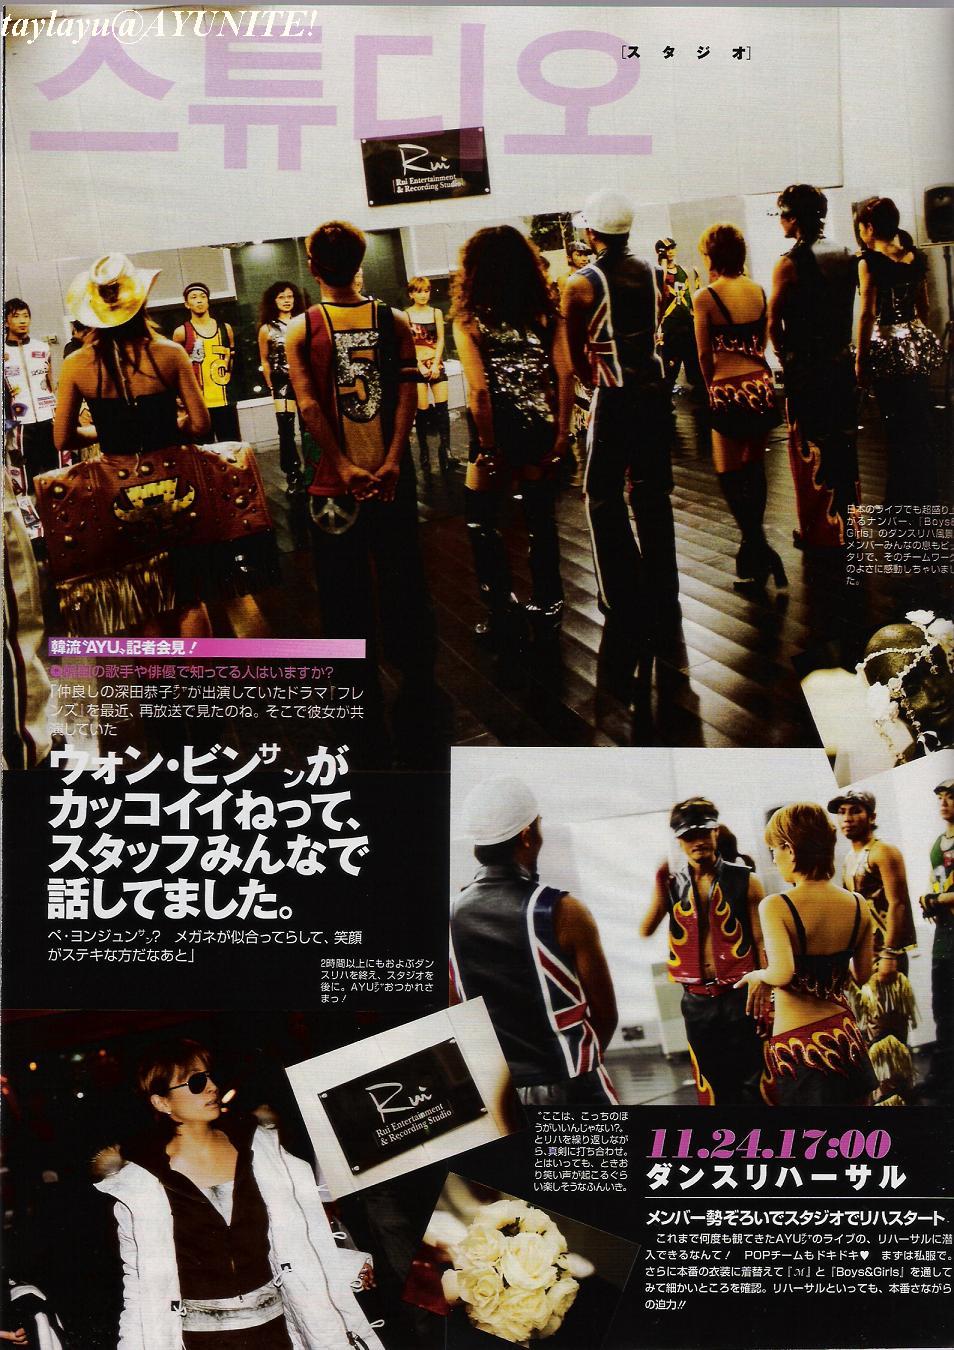 taylayu@AYUNITE!
스튜디오
[スタジオ]
Rui
Rui Entertainment
& Recording Studio
5
5
日本のライブでも超盛り上
がるナンバー、『Boys&
Girls』のダンスリハ風景
メンバーみんなの息もピッ
タリで、そのチームワーク
のよさに感動しちゃいまし
た。
韓流〝AYU〟記者会見!
の歌手や俳優で知ってる人はいますか?
「仲良しの深田恭子チャンが出演していたドラマ『フレ
ンズ』を最近、再放送で見たのね。そこで彼女が共
演していた
ウォン・ビンサンが
カッコイイねって、
スタッフみんなで
話してました。
ペ・ヨンジュンサン? メガネが似合ってらして、笑顔
がステキな方だなあと」
2時間以上にもおよぶダン
スリハを終え、スタジオを
後に。AYUチャンおつかれさ
まっ!
Rui
Rui Entertainment
& Recording Studio
〝ここは、こっちのほ
うがいいんじゃない?〟
とリハを繰り返しなが
ら、真剣に打ち合わせ。
とはいっても、ときお
り笑い声が起こるぐら
い楽しそうなふんいき。
11.24.17:00
ダンスリハーサル
メンバー勢ぞろいでスタジオでリハスタート
これまで何度も観てきたAYUチャンのライブの、リハーサルに潜
入できるなんて! POPチームもドキドキ♥ まずは私服で。
さらに本番の衣装に着替えて『M』と『Boys&Girls』を通して
みて細かいところを確認。リハーサルといっても、本番さながら
の迫力!!